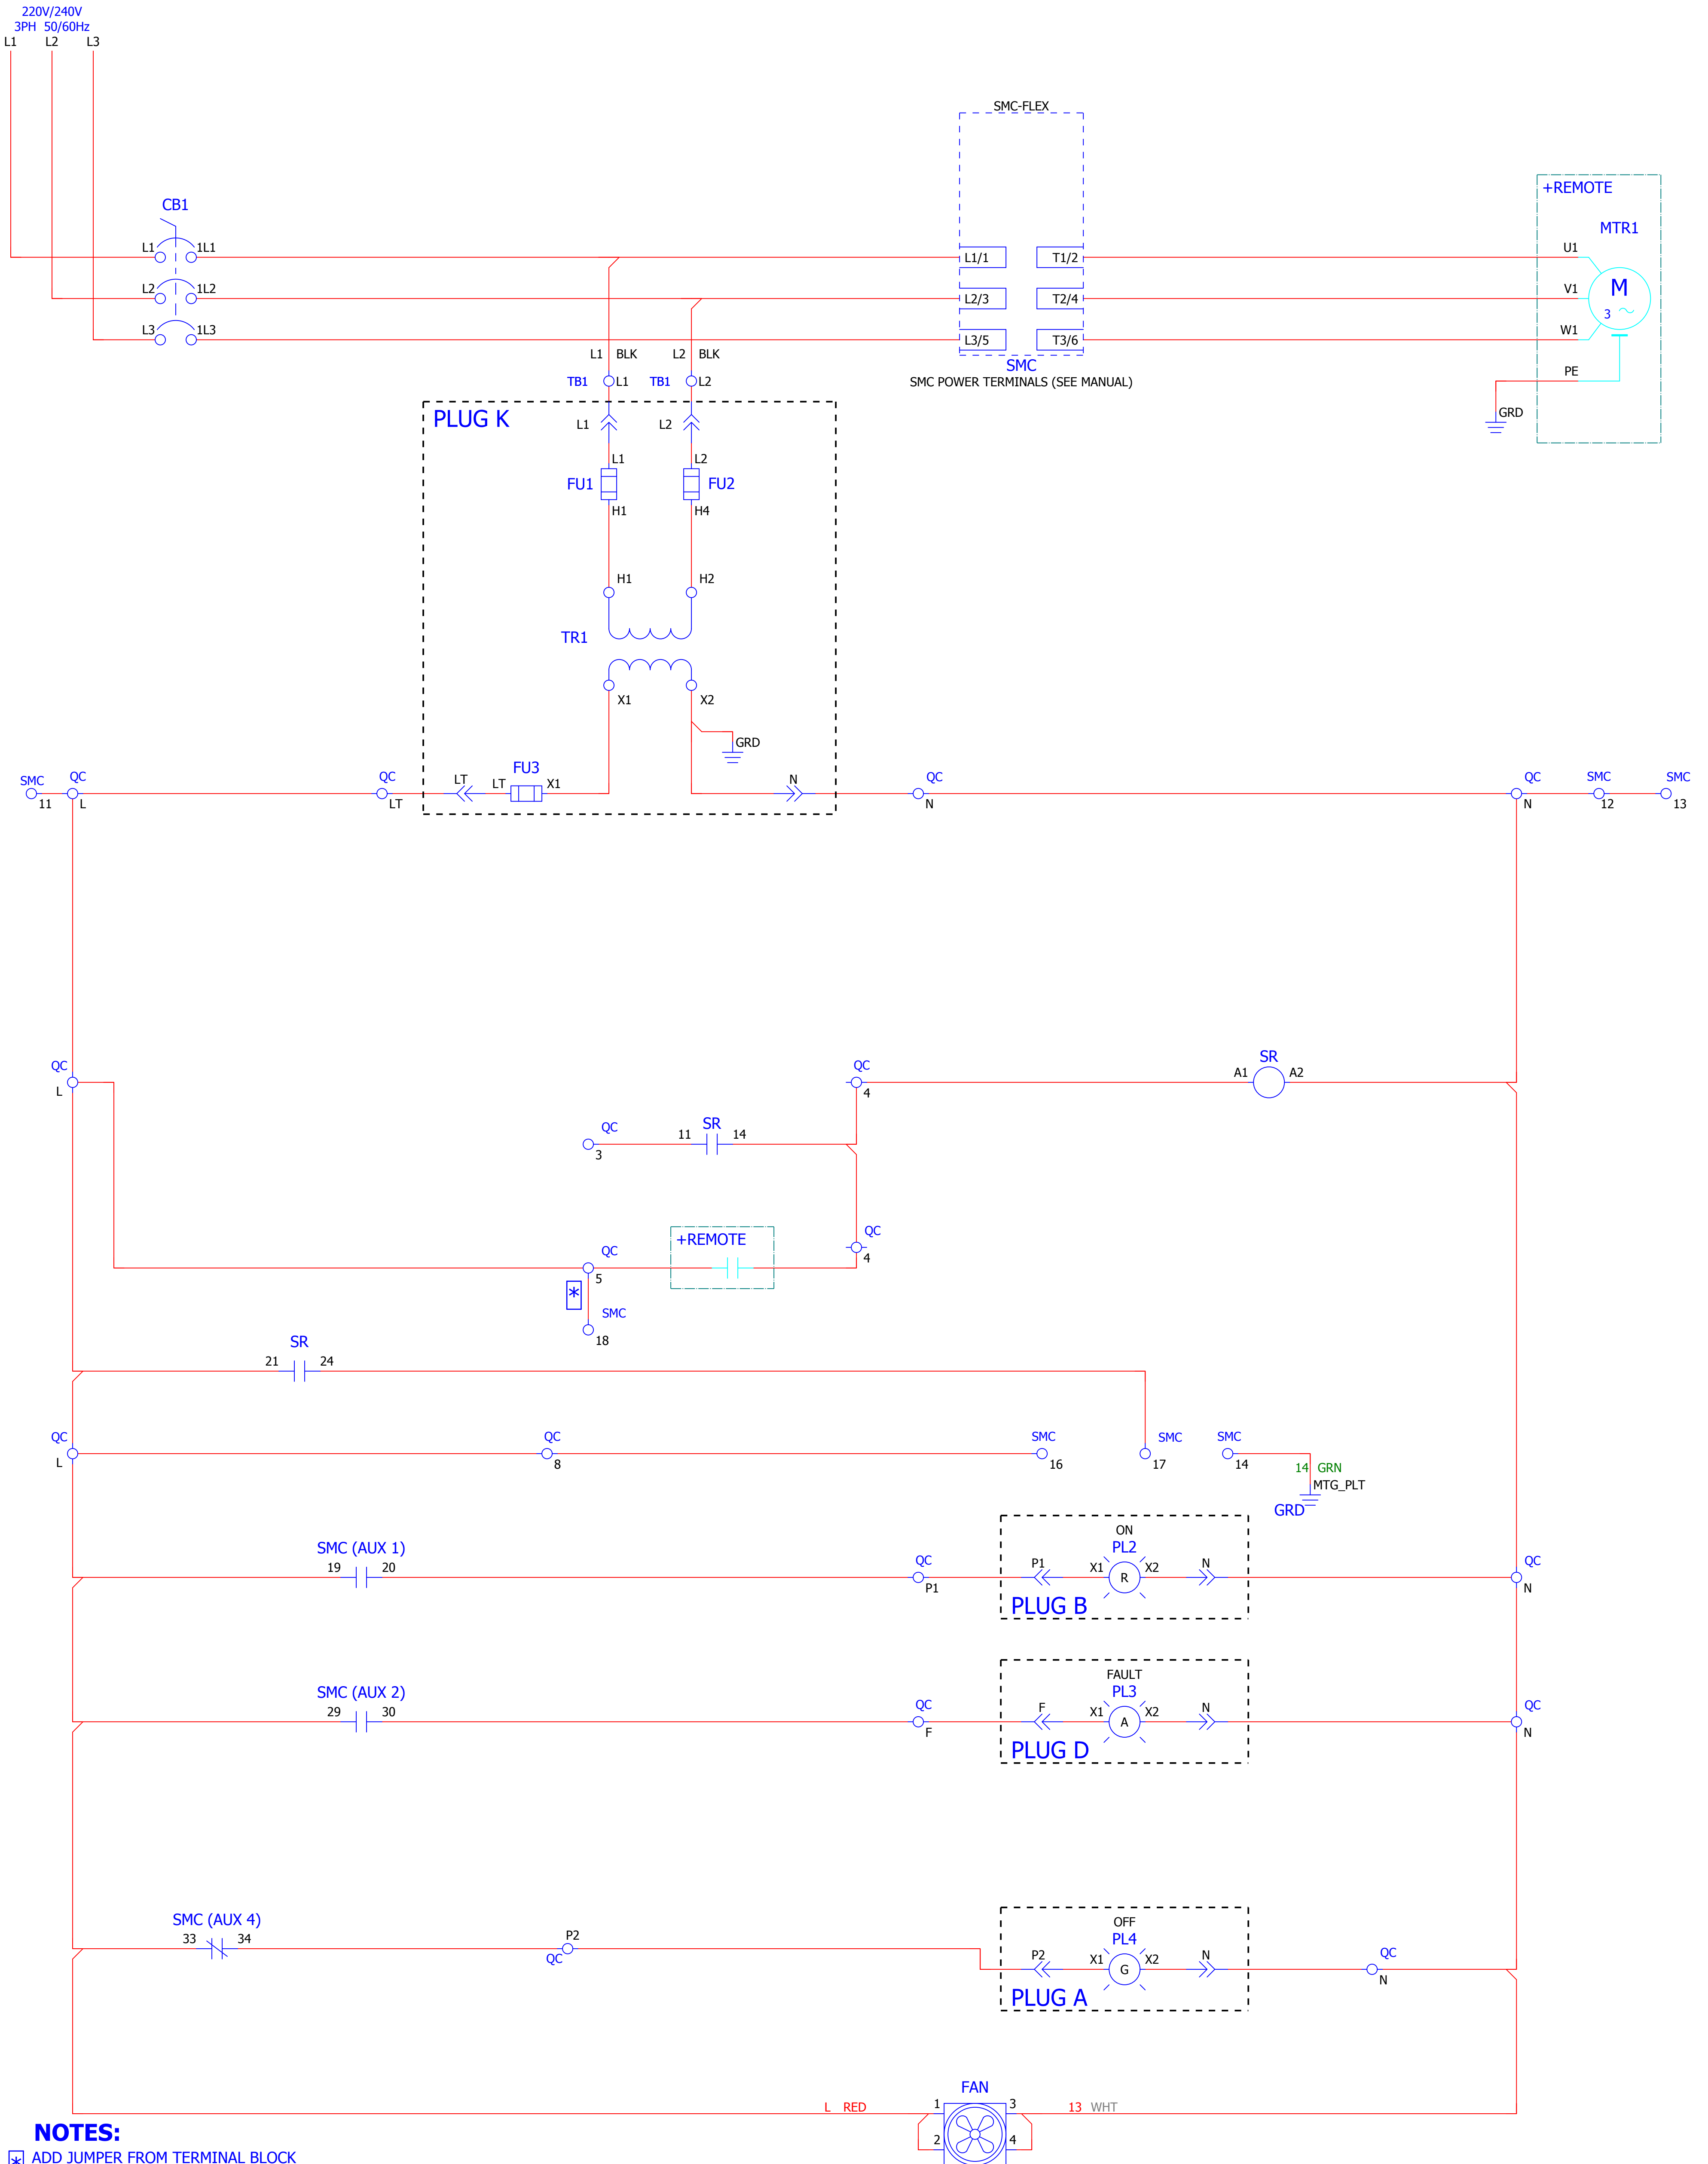 220V/240V
3PH 50/60Hz
L1 L2 L3
SMC-FLEX
+REMOTE
CB1
MTR1
L1 1L1 L1/1 T1/2 U1
L2 1L2 L2/3 T2/4 V1
M
3
L3 1L3 L3/5 T3/6 W1
L1 BLK L2 BLK
SMC
SMC POWER TERMINALS (SEE MANUAL)
PE
TB1 L1 TB1 L2
GRD
PLUG K
L1 L2
L1 L2
FU1 FU2
H1 H4
H1 H2
TR1
X1 X2
GRD
SMC QC QC LT LT FU3 X1 N QC QC SMC SMC
11 L LT N N 12 13
QC QC SR
L 4 A1 A2
QC SR
3 11 14
QC +REMOTE QC
5 4
*
SMC
18
SR
21 24
QC QC SMC SMC SMC
L 8 16 17 14
14 GRN
MTG_PLT
GRD
SMC (AUX 1) ON
19 20 QC P1 PL2 X1 R X2 N QC
P1 N
PLUG B
SMC (AUX 2) FAULT
29 30 QC F PL3 X1 A X2 N QC
F N
PLUG D
SMC (AUX 4) OFF
33 34 P2 PL4
QC P2 X1 G X2 N QC
N
PLUG A
FAN
L RED 1 3 13 WHT
2 4
NOTES:
* ADD JUMPER FROM TERMINAL BLOCK